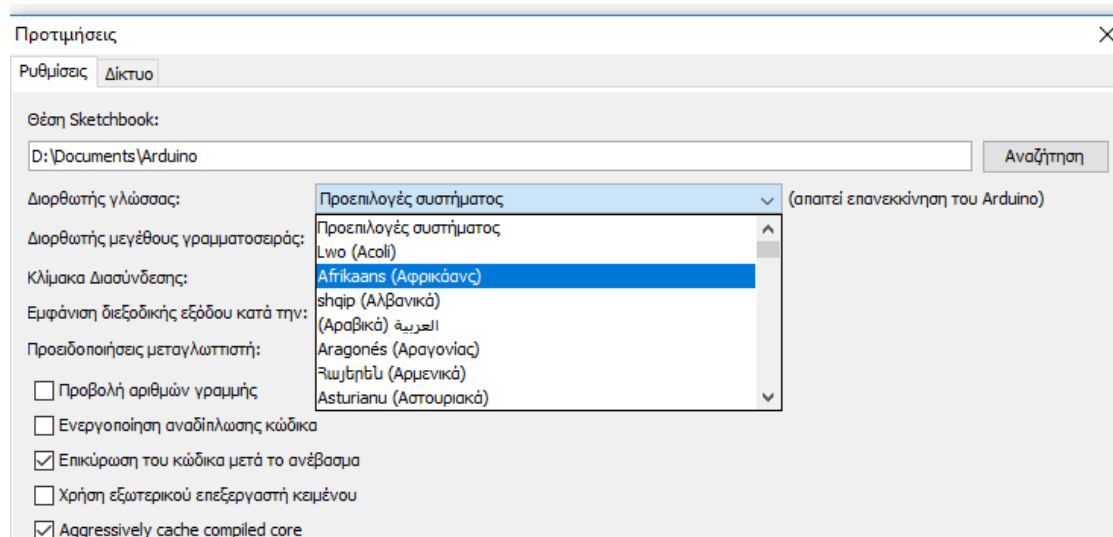 Προτιμήσεις
Ρυθμίσεις Δίκτυο
Θέση Sketchbook:
D:\Documents\Arduino Αναζήτηση
Διορθωτής γλώσσας: Προεπιλογές συστήματος (απαιτεί επανεκκίνηση του Arduino)
Προεπιλογές συστήματος
Διορθωτής μεγέθους γραμματοσειράς: Lwo (Acoli)
Κλίμακα Διασύνδεσης: Afrikaans (Αφρικάανς)
shqip (Αλβανικά)
Εμφάνιση διεξοδικής εξόδου κατά την: العربية (Αραβικά)
Προειδοποιήσεις μεταγλωττιστή: Aragonés (Αραγονίας)
Հայերեն (Αρμενικά)
Προβολή αριθμών γραμμής Asturianu (Αστουριακά)
Ενεργοποίηση αναδίπλωσης κώδικα
Επικύρωση του κώδικα μετά το ανέβασμα
Χρήση εξωτερικού επεξεργαστή κειμένου
Aggressively cache compiled core